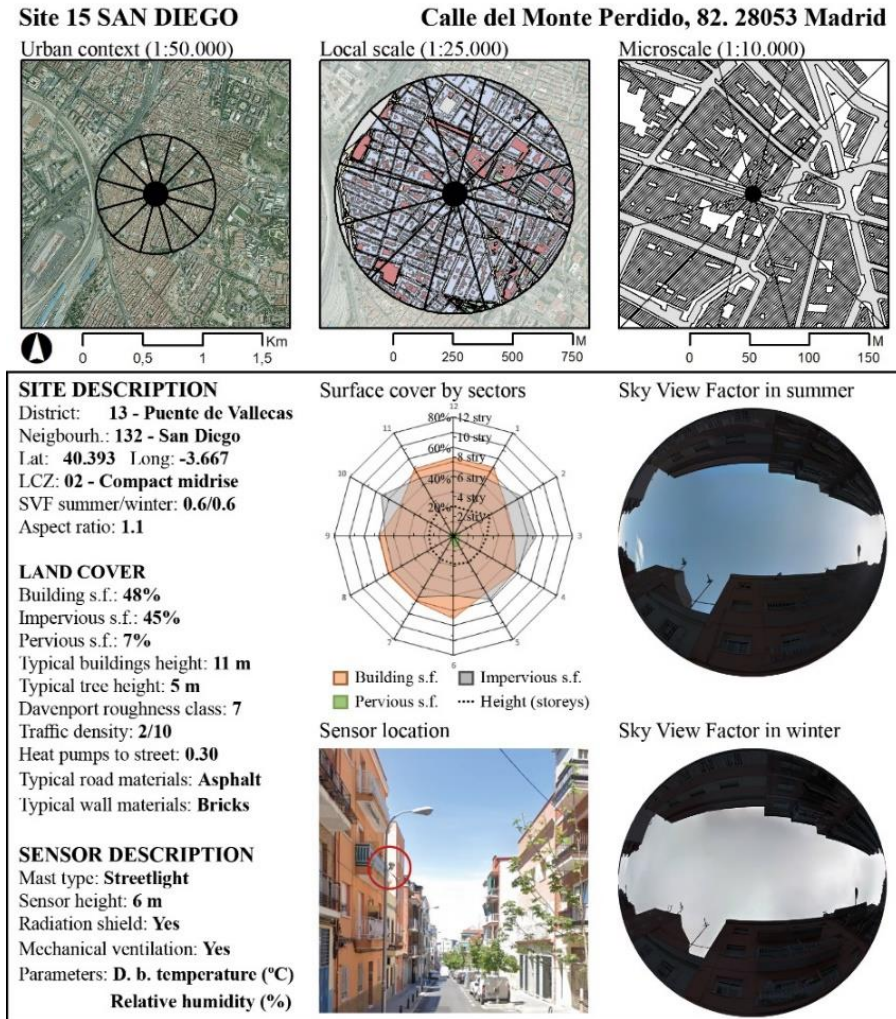 Site 15 SAN DIEGO
Calle del Monte Perdido, 82. 28053 Madrid
Urban context (1:50.000)
Local scale (1:25.000)
Microscale (1:10.000)
0 0,5 1 1,5 Km
0 250 500 750 M
0 50 100 150 M
SITE DESCRIPTION
District: 13 - Puente de Vallecas
Neigbourh.: 132 - San Diego
Lat: 40.393 Long: -3.667
LCZ: 02 - Compact midrise
SVF summer/winter: 0.6/0.6
Aspect ratio: 1.1
LAND COVER
Building s.f.: 48%
Impervious s.f.: 45%
Pervious s.f.: 7%
Typical buildings height: 11 m
Typical tree height: 5 m
Davenport roughness class: 7
Traffic density: 2/10
Heat pumps to street: 0.30
Typical road materials: Asphalt
Typical wall materials: Bricks
SENSOR DESCRIPTION
Mast type: Streetlight
Sensor height: 6 m
Radiation shield: Yes
Mechanical ventilation: Yes
Parameters: D. b. temperature (ºC)
Relative humidity (%)
Surface cover by sectors
12
11
1
10
2
9
3
8
4
7
5
6
80% 12 stry
10 stry
60% 8 stry
6 stry
40%
4 stry
20%
2 stry
Building s.f.
Impervious s.f.
Pervious s.f.
Height (storeys)
Sensor location
Sky View Factor in summer
Sky View Factor in winter